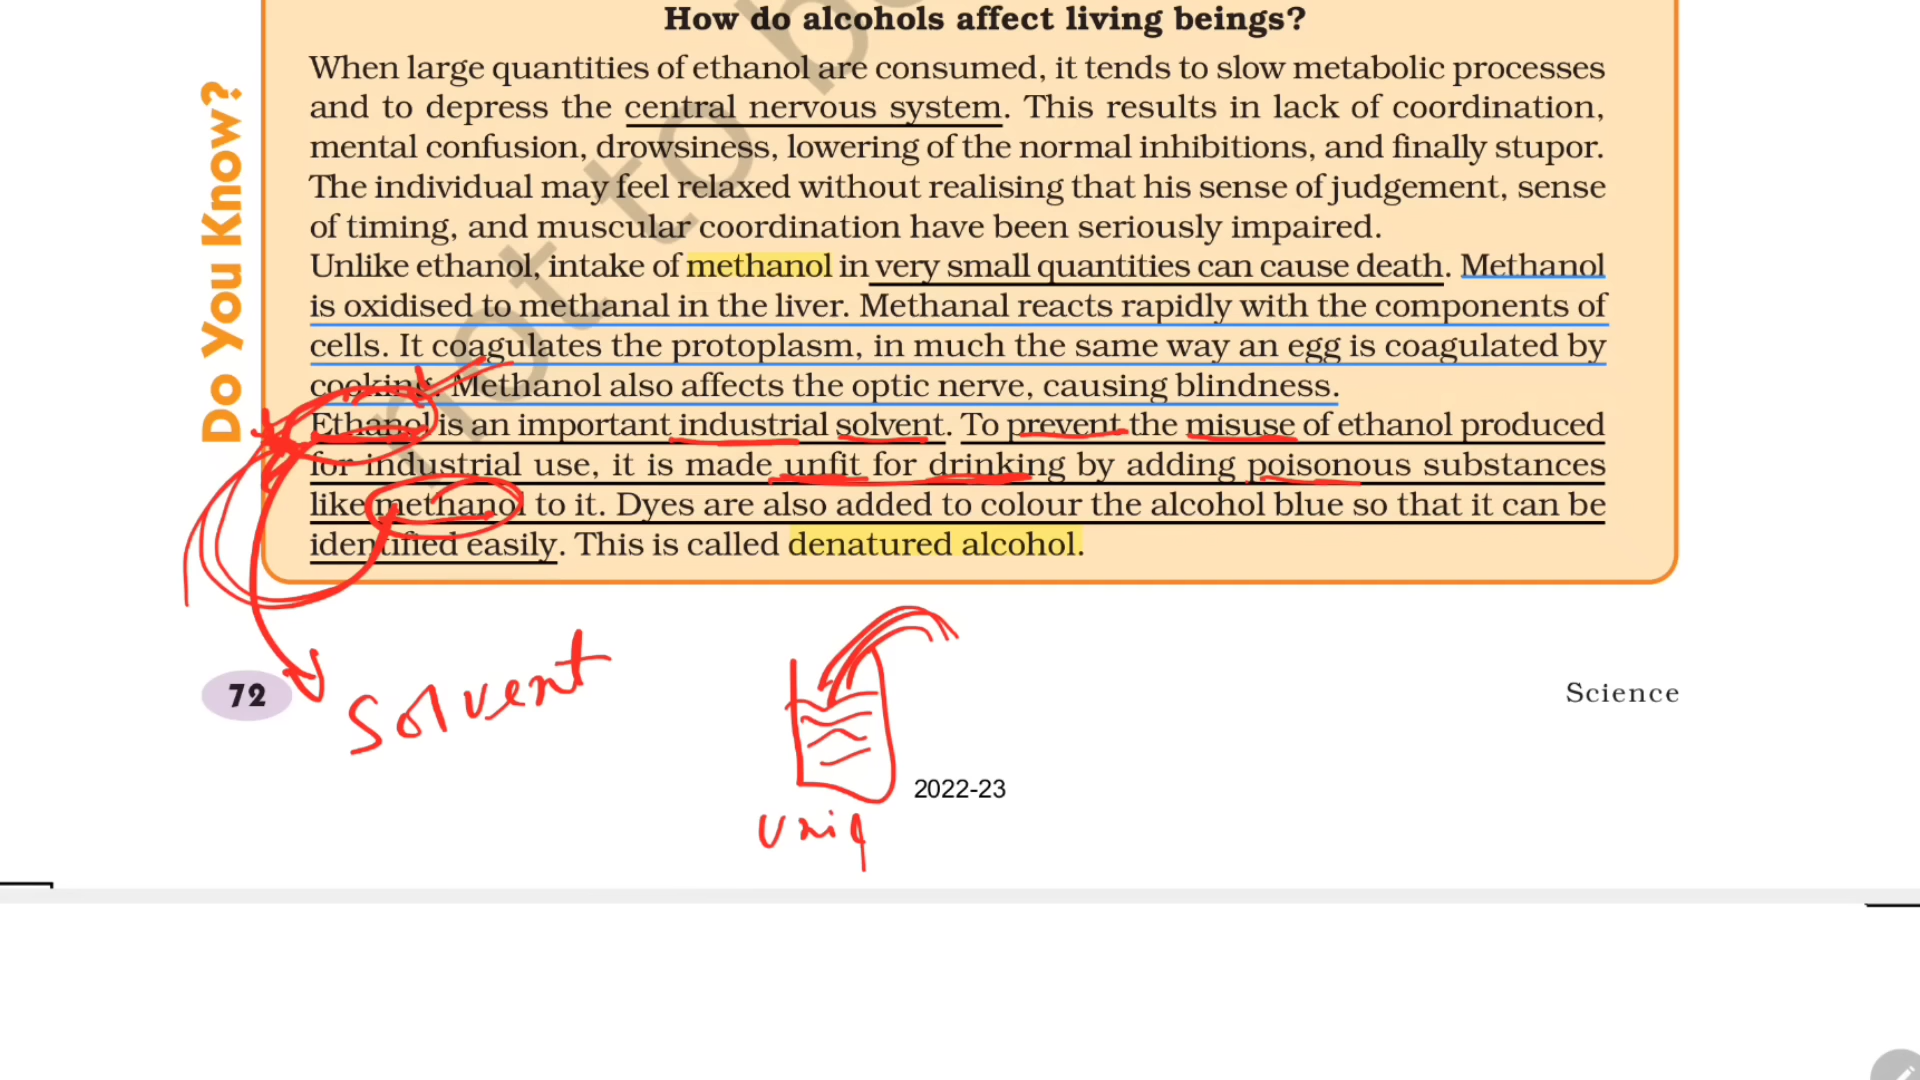 How do alcohols affect living beings?
When large quantities of ethanol are consumed, it tends to slow metabolic processes
and to depress the central nervous system. This results in lack of coordination,
mental confusion, drowsiness, lowering of the normal inhibitions, and finally stupor.
The individual may feel relaxed without realising that his sense of judgement, sense
of timing, and muscular coordination have been seriously impaired.
Unlike ethanol, intake of methanol in very small quantities can cause death. Methanol
is oxidised to methanal in the liver. Methanal reacts rapidly with the components of
cells. It coagulates the protoplasm, in much the same way an egg is coagulated by
cooking. Methanol also affects the optic nerve, causing blindness.
Ethanol is an important industrial solvent. To prevent the misuse of ethanol produced
for industrial use, it is made unfit for drinking by adding poisonous substances
like methanol to it. Dyes are also added to colour the alcohol blue so that it can be
identified easily. This is called denatured alcohol.
Do You Know?
not to b
Solvent
72
Science
2022-23